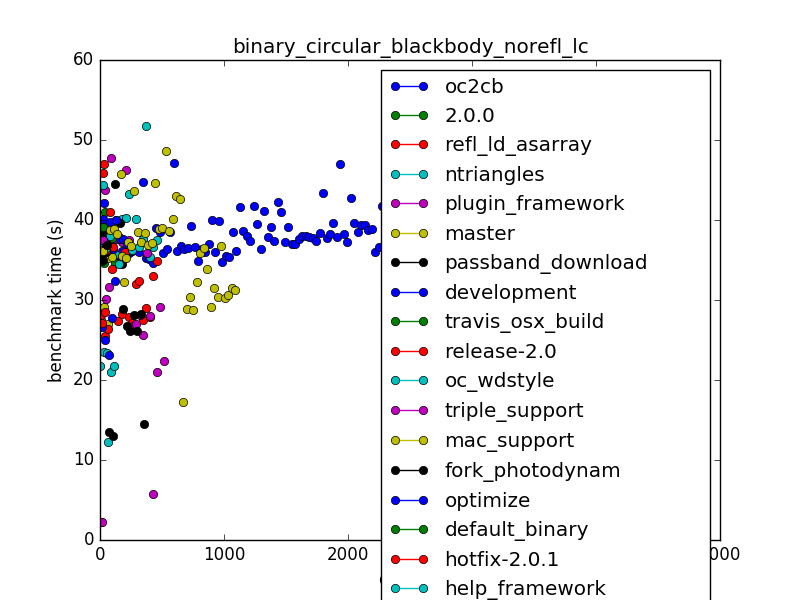 binary_circular_blackbody_norefl_lc
benchmark time (s)
60
50
40
30
20
10
0
0
1000
2000
000
oc2cb
2.0.0
refl_ld_asarray
ntriangles
plugin_framework
master
passband_download
development
travis_osx_build
release-2.0
oc_wdstyle
triple_support
mac_support
fork_photodynam
optimize
default_binary
hotfix-2.0.1
help_framework